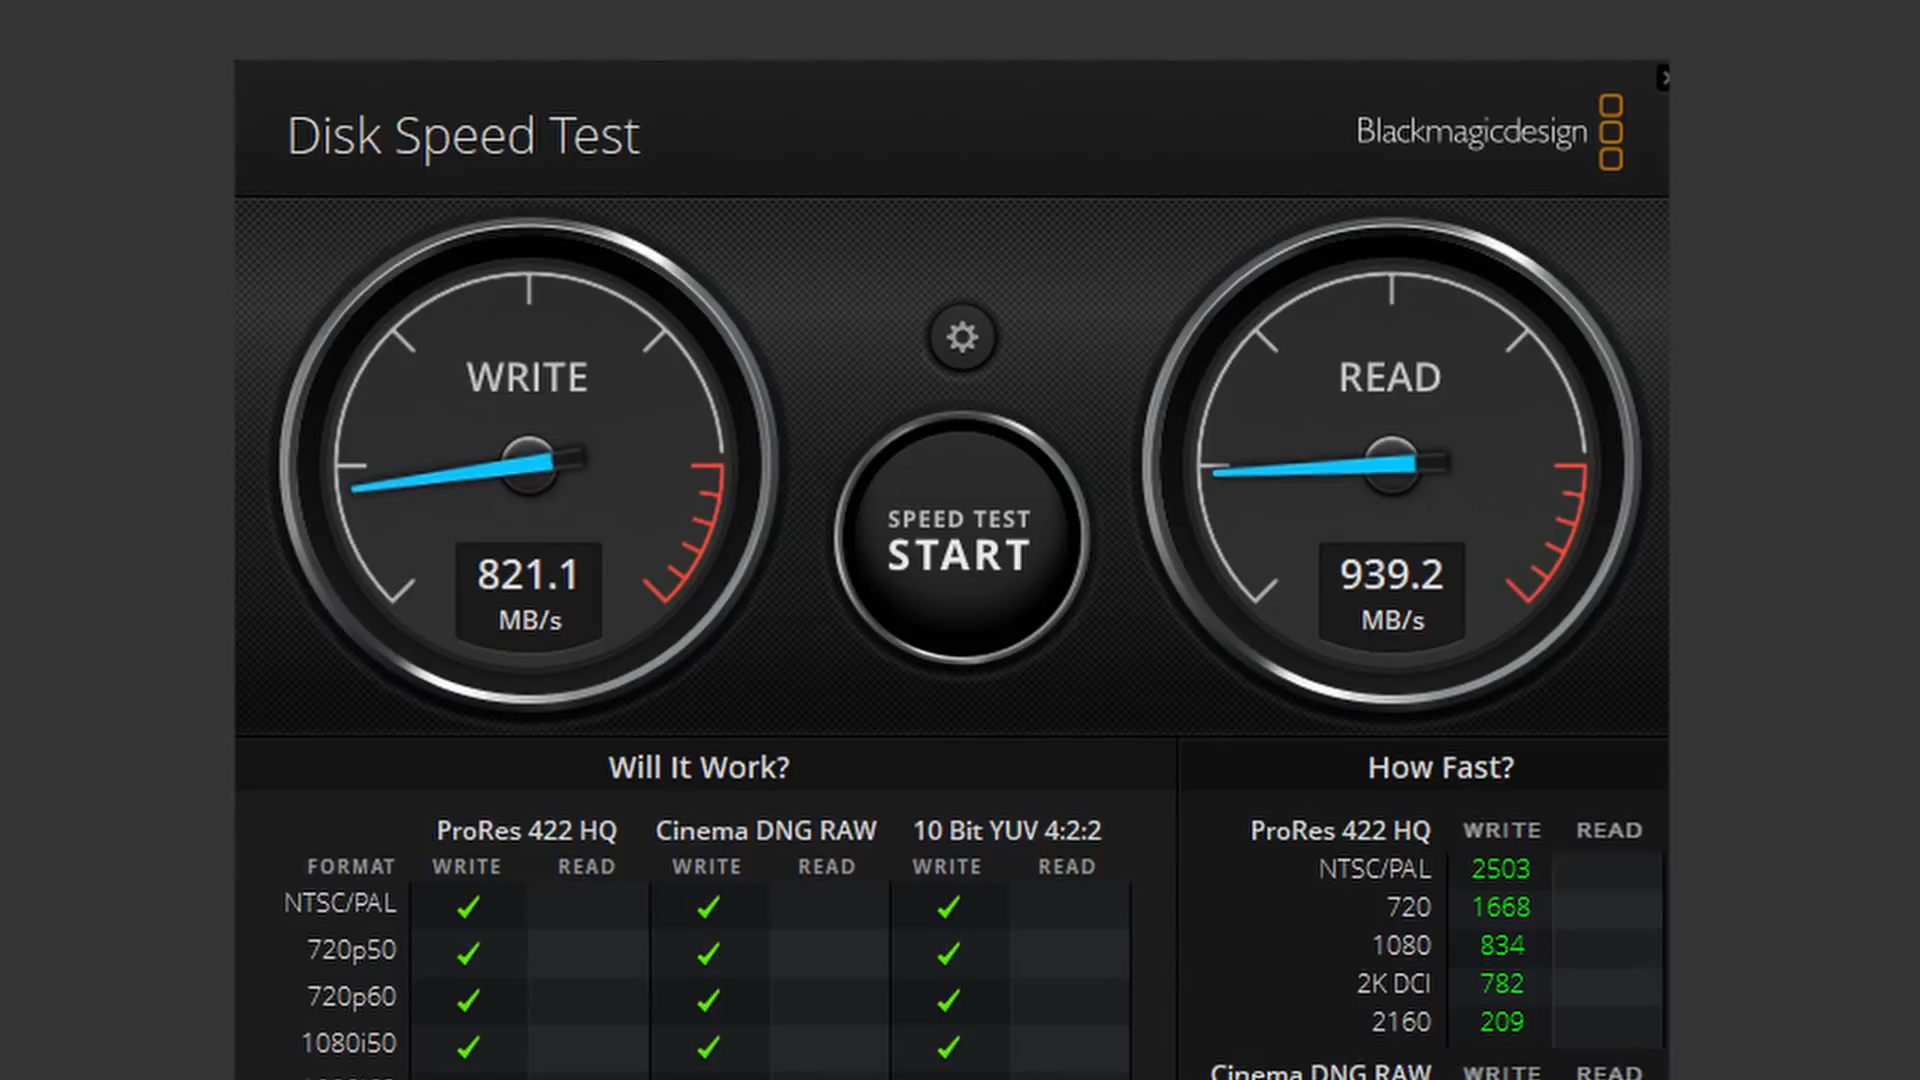 Disk Speed Test
Blackmagicdesign
WRITE
821.1
MB/s
SPEED TEST
START
READ
939.2
MB/s
Will It Work?
ProRes 422 HQ Cinema DNG RAW 10 Bit YUV 4:2:2
FORMAT WRITE READ WRITE READ WRITE READ
NTSC/PAL ✓ ✓ ✓
720p50 ✓ ✓ ✓
720p60 ✓ ✓ ✓
1080i50 ✓ ✓ ✓
How Fast?
ProRes 422 HQ WRITE READ
NTSC/PAL 2503
720 1668
1080 834
2K DCI 782
2160 209
Cinema DNG RAW WRITE READ